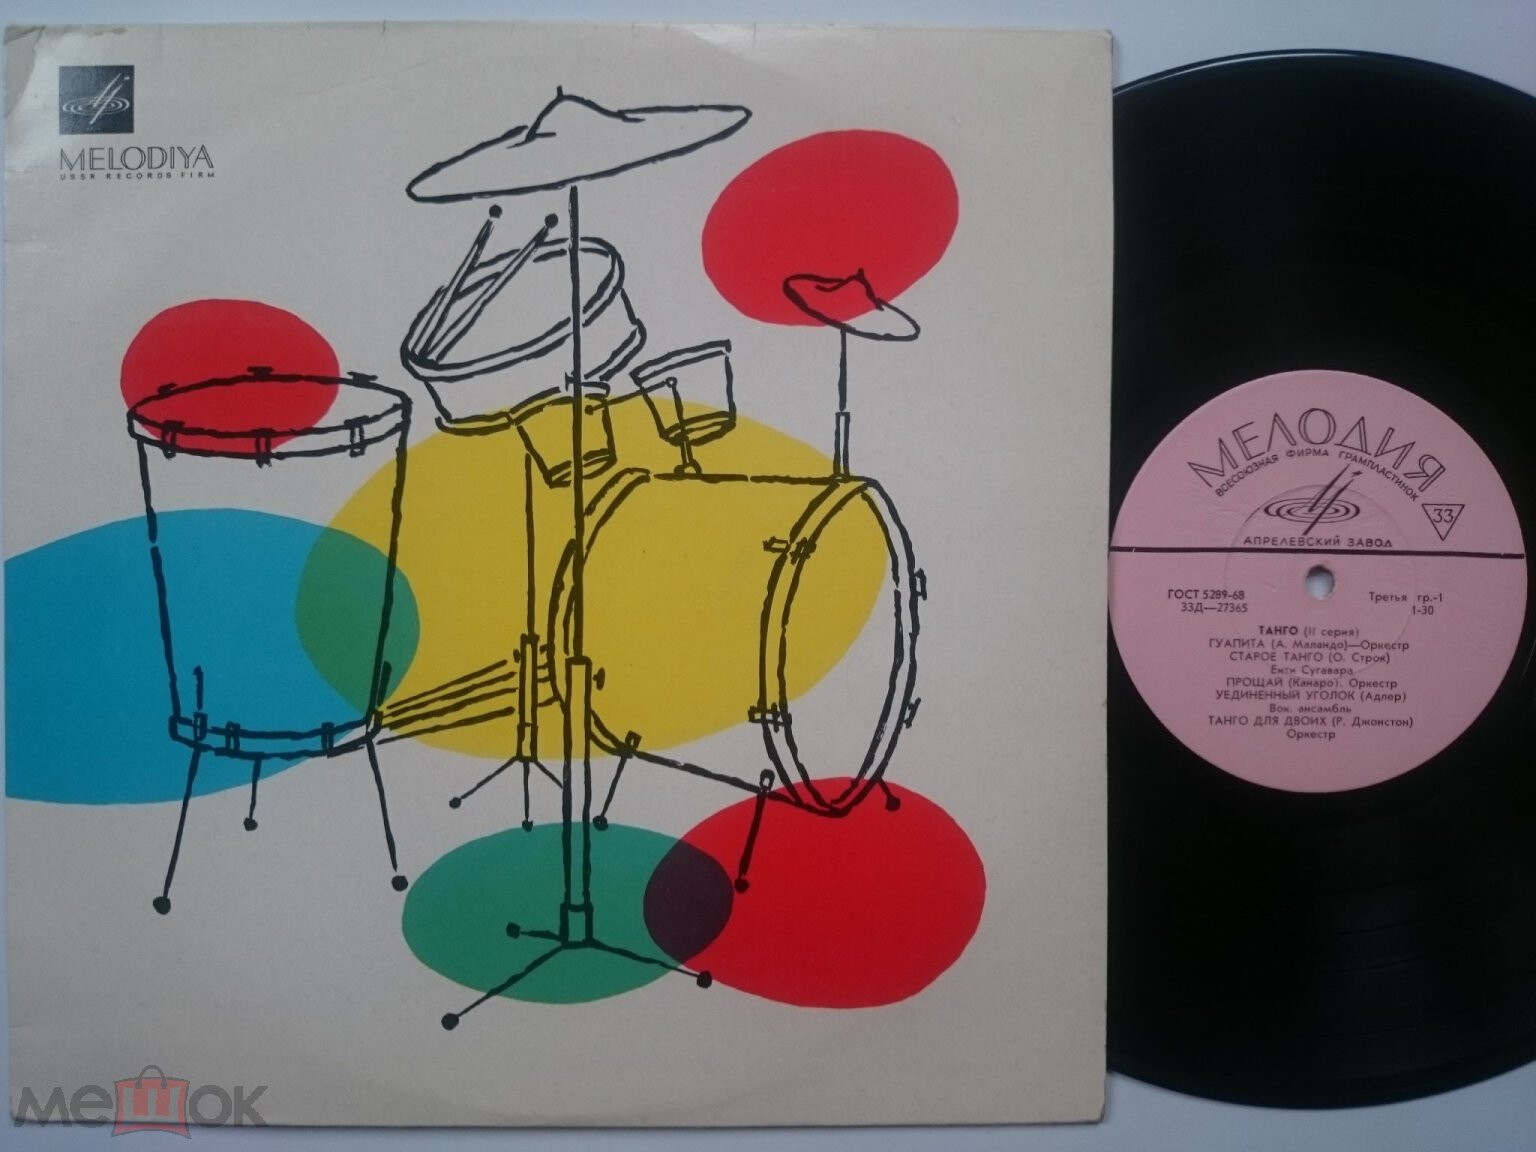 MELODIYA
USSR RECORDS FIRM
МЕЛОДИЯ
ВСЕСОЮЗНАЯ ФИРМА ГРАМПЛАСТИНОК
33
АПРЕЛЕВСКИЙ ЗАВОД
ГОСТ 5289-68
33Д—27365
Третья гр.-1
1-30
ТАНГО (II серия)
ГУАПИТА (А. Маландо)—Оркестр
СТАРОЕ ТАНГО (О. Строк)
Енти Сугавара
ПРОЩАЙ (Канаро). Оркестр
УЕДИНЕННЫЙ УГОЛОК (Адлер)
Вок. ансамбль
ТАНГО ДЛЯ ДВОИХ (Р. Джонстон)
Оркестр
мешок